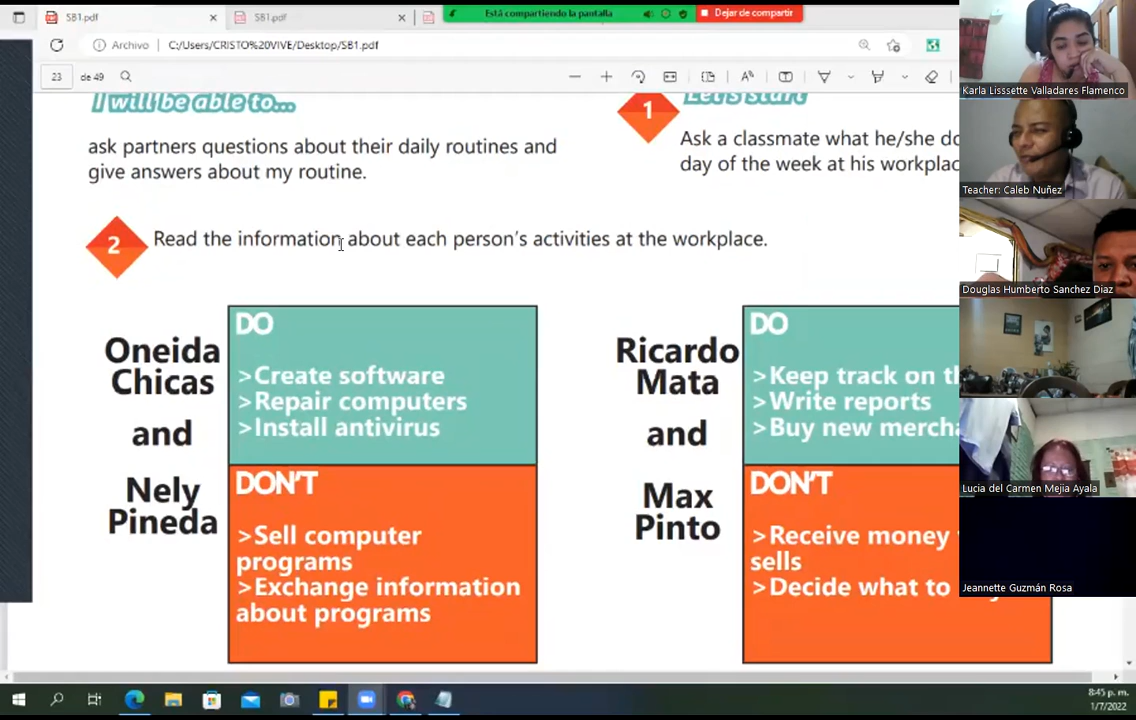 SB1.pdf
SB1.pdf
Está compartiendo la pantalla
Dejar de compartir
Archivo
C:/Users/CRISTO%20VIVE/Desktop/SB1.pdf
23
de 49
I will be able to...
ask partners questions about their daily routines and
give answers about my routine.
1
Let's start
Ask a classmate what he/she
day of the week at his
2
Read the information about each person's activities at the workplace.
Oneida
Chicas
and
Nely
Pineda
DO
>Create software
>Repair computers
>Install antivirus
DON'T
>Sell computer
programs
>Exchange information
about programs
Ricardo
Mata
and
Max
Pinto
DO
>Keep track on
>Write reports
>Buy new
DON'T
>Receive money
sells
>Decide what to
Karla Lisssette Valladares Flamenco
Teacher: Caleb Nuñez
Douglas Humberto Sanchez Diaz
Lucia del Carmen Mejia Ayala
Jeannette Guzmán Rosa
8:45 p. m.
1/7/2022